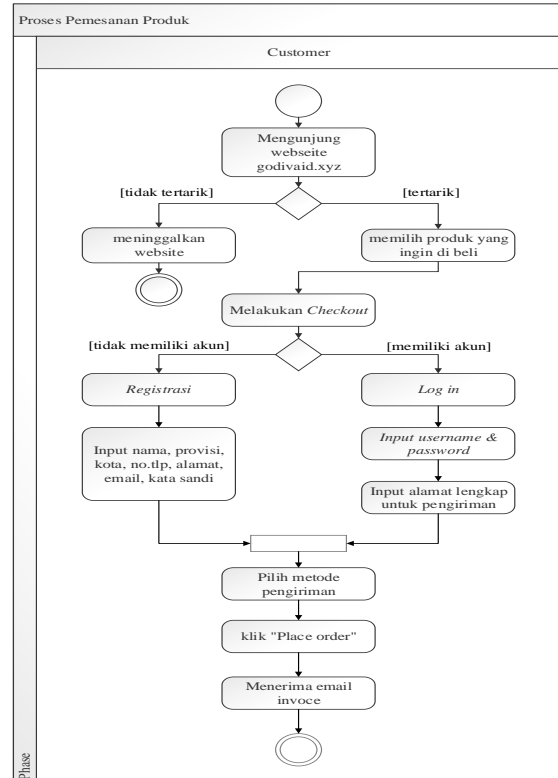 Proses Pemesanan Produk
Customer
Mengunjung
webseite
godivaid.xyz
[tidak tertarik]
[tertarik]
meninggalkan
website
memilih produk yang
ingin di beli
Melakukan Checkout
[tidak memiliki akun]
[memiliki akun]
Registrasi
Log in
Input nama, provisi,
kota, no.tlp, alamat,
email, kata sandi
Input username &
password
Input alamat lengkap
untuk pengiriman
Pilih metode
pengiriman
klik "Place order"
Menerima email
invoce
Phase